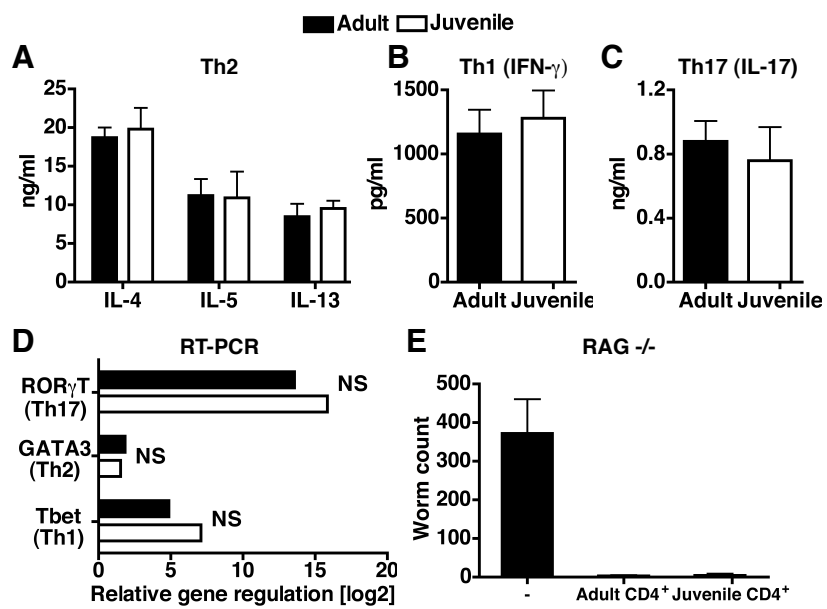 Adult Juvenile
A
Th2
ng/ml
25
20
15
10
5
0
IL-4 IL-5 IL-13
B
Th1 (IFN-γ)
pg/ml
1500
1000
500
0
Adult Juvenile
C
Th17 (IL-17)
ng/ml
1.2
0.8
0.4
0.0
Adult Juvenile
D
RT-PCR
RORγT
(Th17)
NS
GATA3
(Th2)
NS
Tbet
(Th1)
NS
0 5 10 15 20
Relative gene regulation [log2]
E
RAG -/-
Worm count
500
400
300
200
100
0
- Adult CD4+ Juvenile CD4+